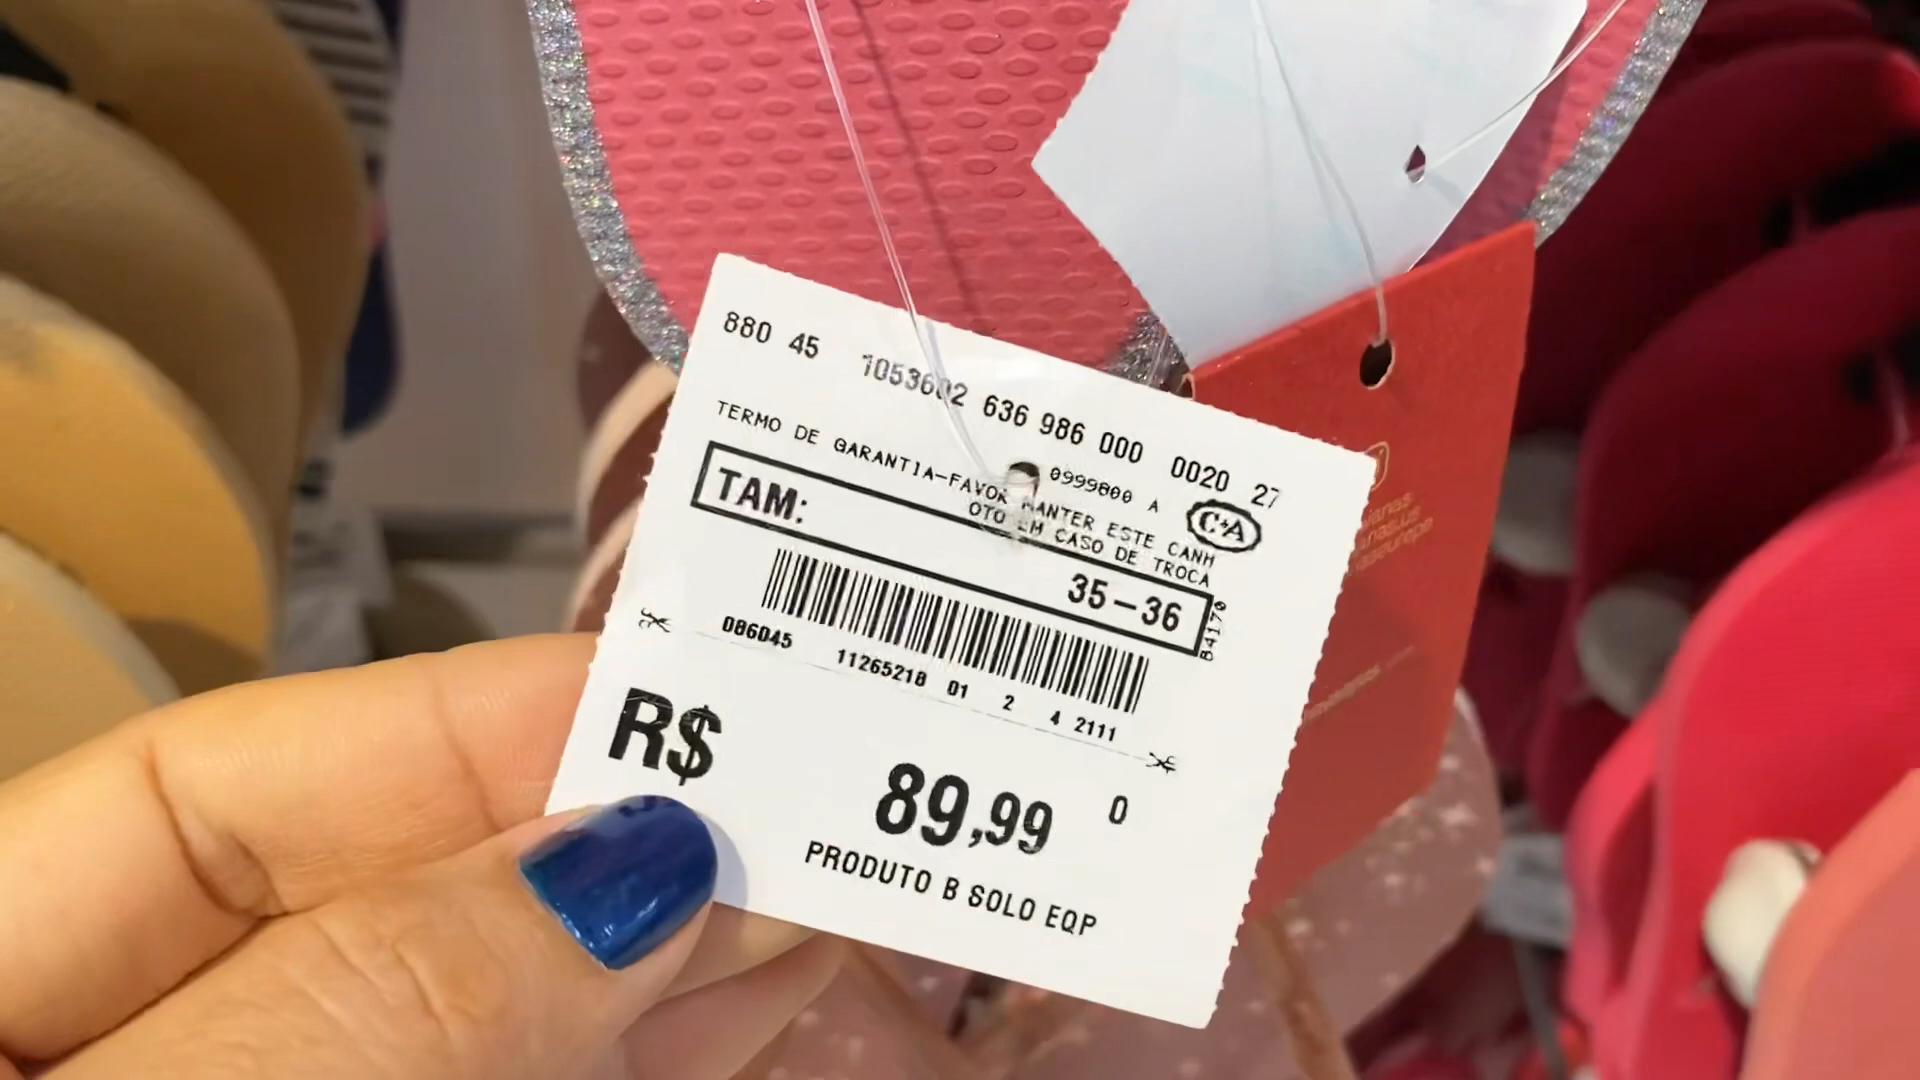 880 45 1053602 636 986 000 0020 27
TERMO DE GARANTIA-FAVOR MANTER ESTE CANH
OTO EM CASO DE TROCA
0999800 A
C&A
TAM:
35-36
84170
086045 11265218 01 2 4 2111
R$
89,99 0
PRODUTO B SOLO EQP